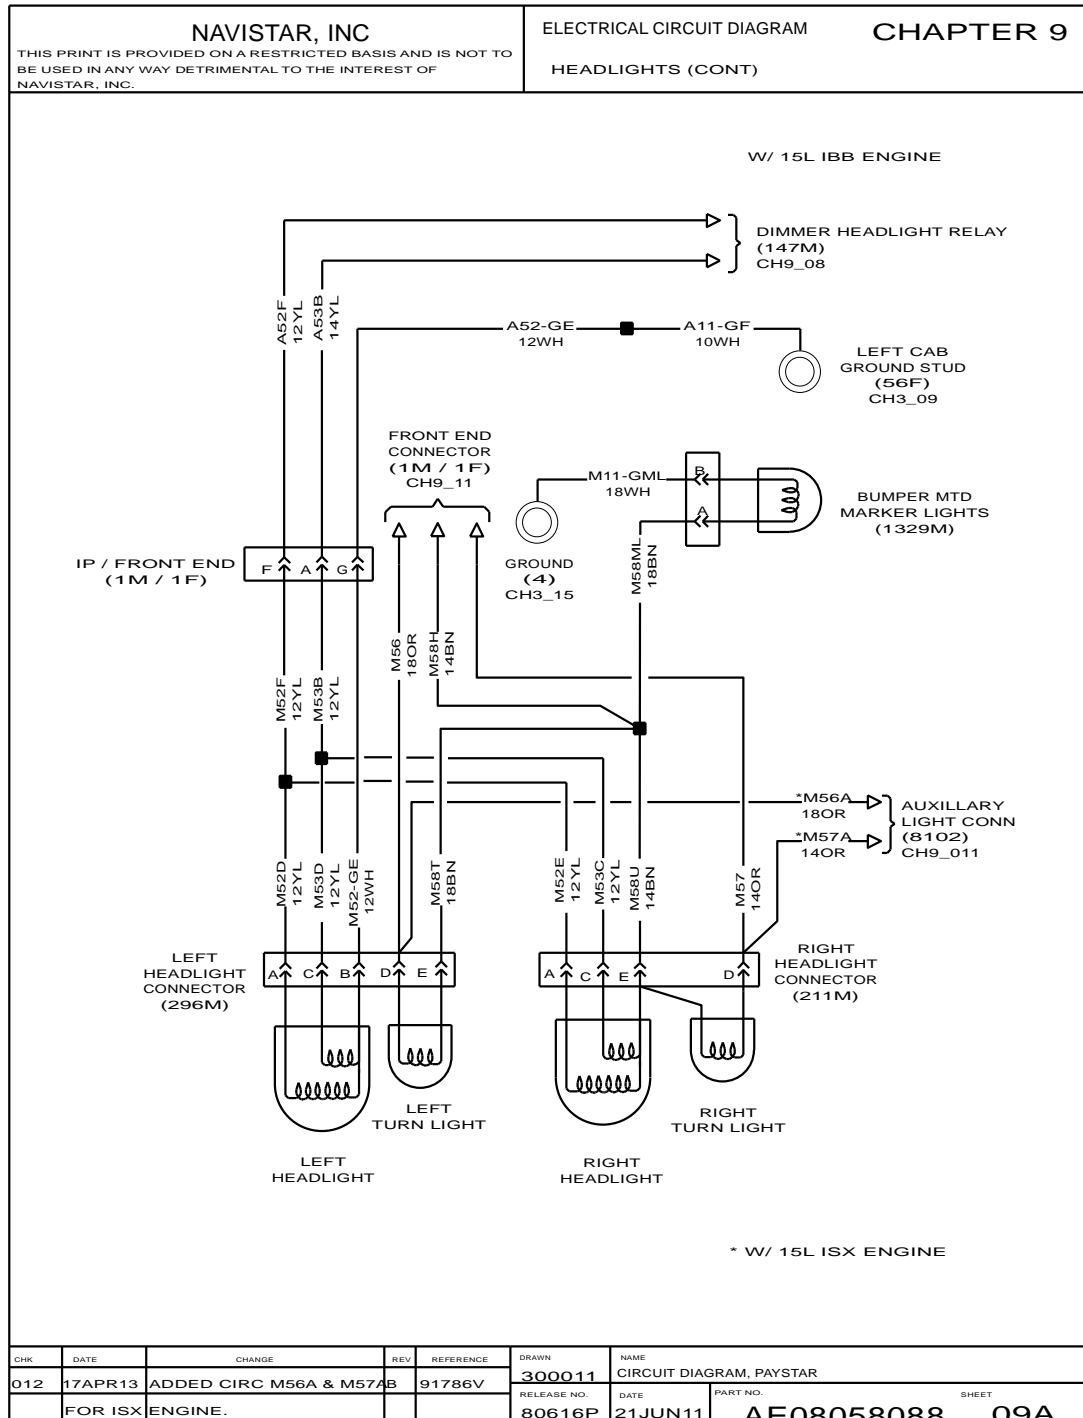 NAVISTAR, INC
THIS PRINT IS PROVIDED ON A RESTRICTED BASIS AND IS NOT TO
BE USED IN ANY WAY DETRIMENTAL TO THE INTEREST OF
NAVISTAR, INC.
ELECTRICAL CIRCUIT DIAGRAM
CHAPTER 9
HEADLIGHTS (CONT)
W/ 15L IBB ENGINE
DIMMER HEADLIGHT RELAY
(147M)
CH9_08
A52F
12YL
A53B
14YL
A52-GE
12WH
A11-GF
10WH
LEFT CAB
GROUND STUD
(56F)
CH3_09
FRONT END
CONNECTOR
(1M / 1F)
CH9_11
M11-GML
18WH
B
A
BUMPER MTD
MARKER LIGHTS
(1329M)
IP / FRONT END
(1M / 1F)
F
A
G
GROUND
(4)
CH3_15
M58ML
18BN
M56
18OR
M58H
14BN
M52F
12YL
M53B
12YL
*M56A
18OR
*M57A
14OR
AUXILLARY
LIGHT CONN
(8102)
CH9_011
M52D
12YL
M53D
12YL
M52-GE
12WH
M58T
18BN
M52E
12YL
M53C
12YL
M58U
14BN
M57
14OR
LEFT
HEADLIGHT
CONNECTOR
(296M)
A
C
B
D
E
A
C
E
D
RIGHT
HEADLIGHT
CONNECTOR
(211M)
LEFT
TURN LIGHT
RIGHT
TURN LIGHT
LEFT
HEADLIGHT
RIGHT
HEADLIGHT
* W/ 15L ISX ENGINE
CHK DATE CHANGE REV REFERENCE
012 17APR13 ADDED CIRC M56A & M57A B 91786V
FOR ISX ENGINE.
DRAWN
300011
NAME
CIRCUIT DIAGRAM, PAYSTAR
RELEASE NO.
80616P
DATE
21JUN11
PART NO.
AE08058088
SHEET
09A